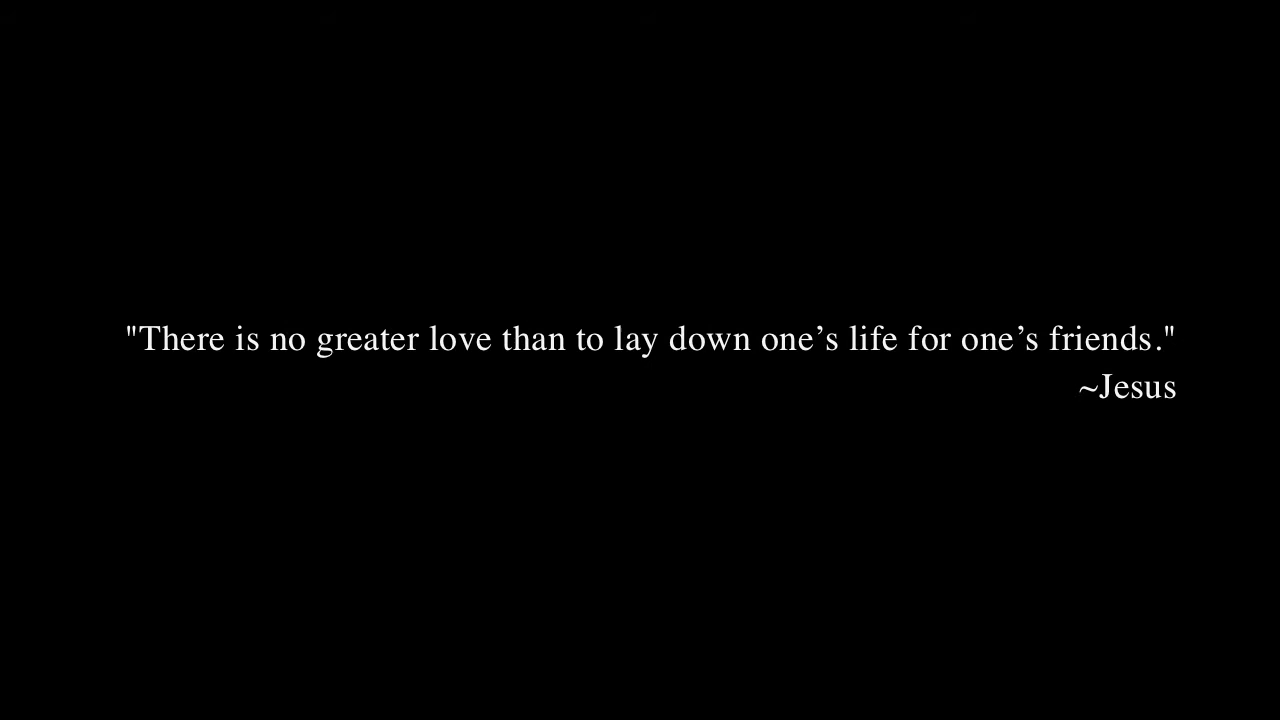 "There is no greater love than to lay down one’s life for one’s friends."
~Jesus